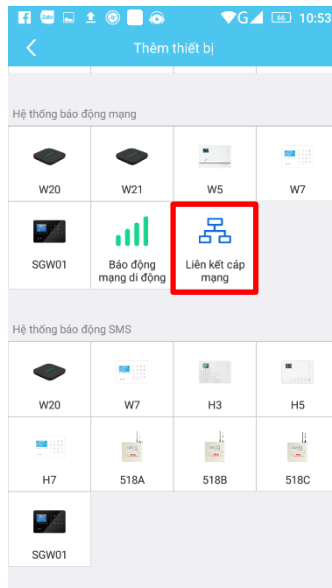 Zalo
G
66
10:53
Thêm thiết bị
Hệ thống báo động mạng
W20
W21
W5
W7
SGW01
Báo động
mạng di động
Liên kết cáp
mạng
Hệ thống báo động SMS
W20
W7
H3
H5
H7
518A
518B
518C
SGW01